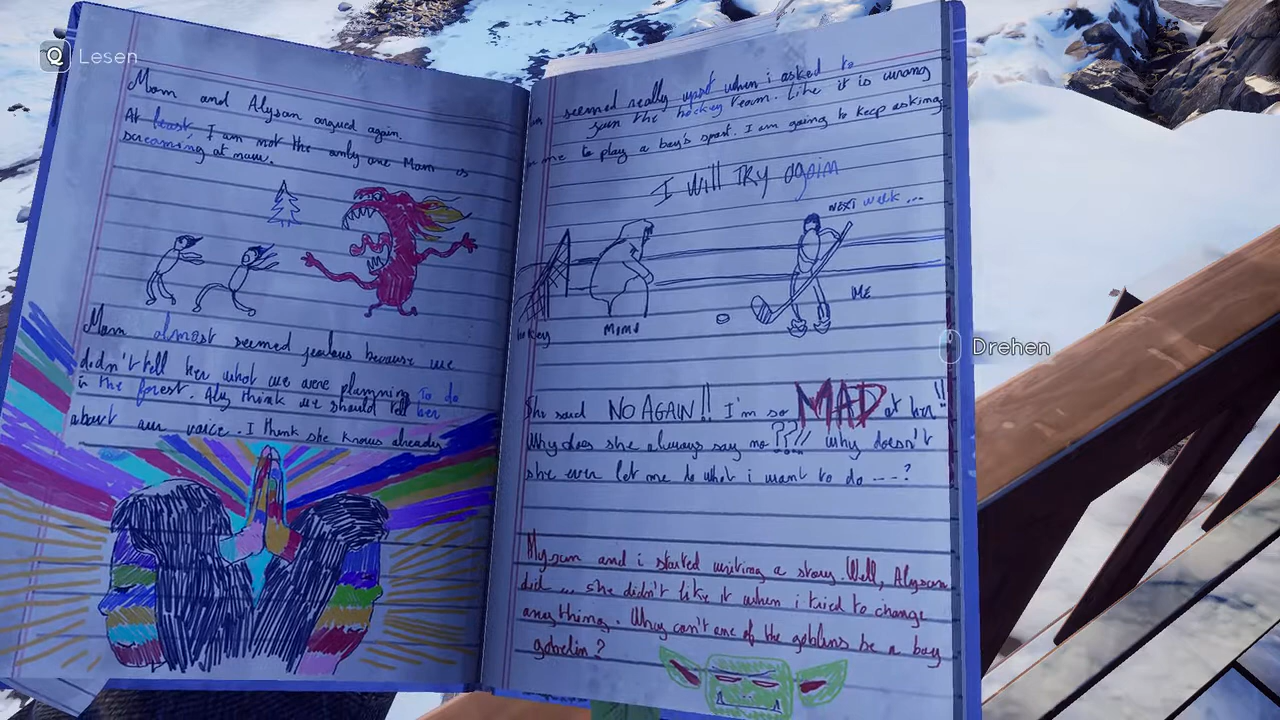 Q Lesen
Mom and Alyson argued again.
At least, I am not the only one Mom is
screaming at now.
Mom almost seemed jealous because we
didn't tell her what we were planning to do
in the forest. Aly think we should tell her
about our voice. I think she knows already
seemed really upset when i asked to
join the hockey team. Like it is wrong
me to play a boy's sport. I am going to keep asking
I will TRY again
NEXT week ...
ME
MOM
She said NO AGAIN!! I'm so MAD at her!!
Why does she always say no ??!! why doesn't
she ever let me do what i want to do ---?
Alyson and i started writing a story. Well, Alyson
did... she didn't like it when i tried to change
anything. Why can't one of the goblins be a boy
gobelin?
Drehen